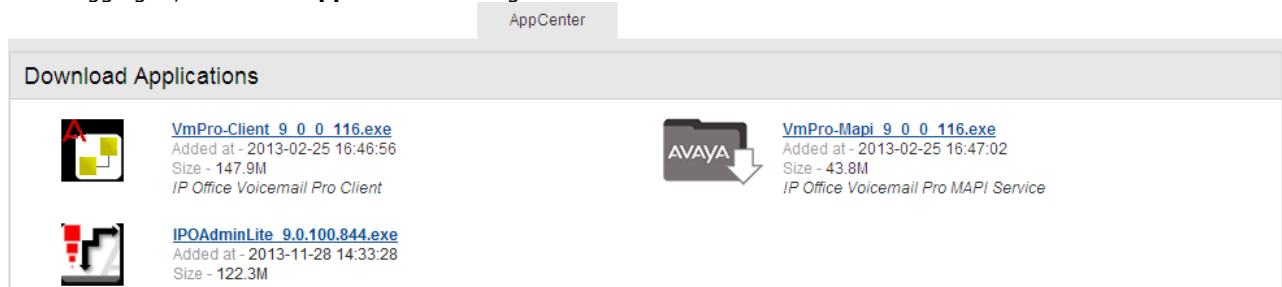 AppCenter
Download Applications
VmPro-Client_9_0_0_116.exe
Added at - 2013-02-25 16:46:56
Size - 147.9M
IP Office Voicemail Pro Client
AVAYA
VmPro-Mapi_9_0_0_116.exe
Added at - 2013-02-25 16:47:02
Size - 43.8M
IP Office Voicemail Pro MAPI Service
IPOAdminLite_9.0.100.844.exe
Added at - 2013-11-28 14:33:28
Size - 122.3M